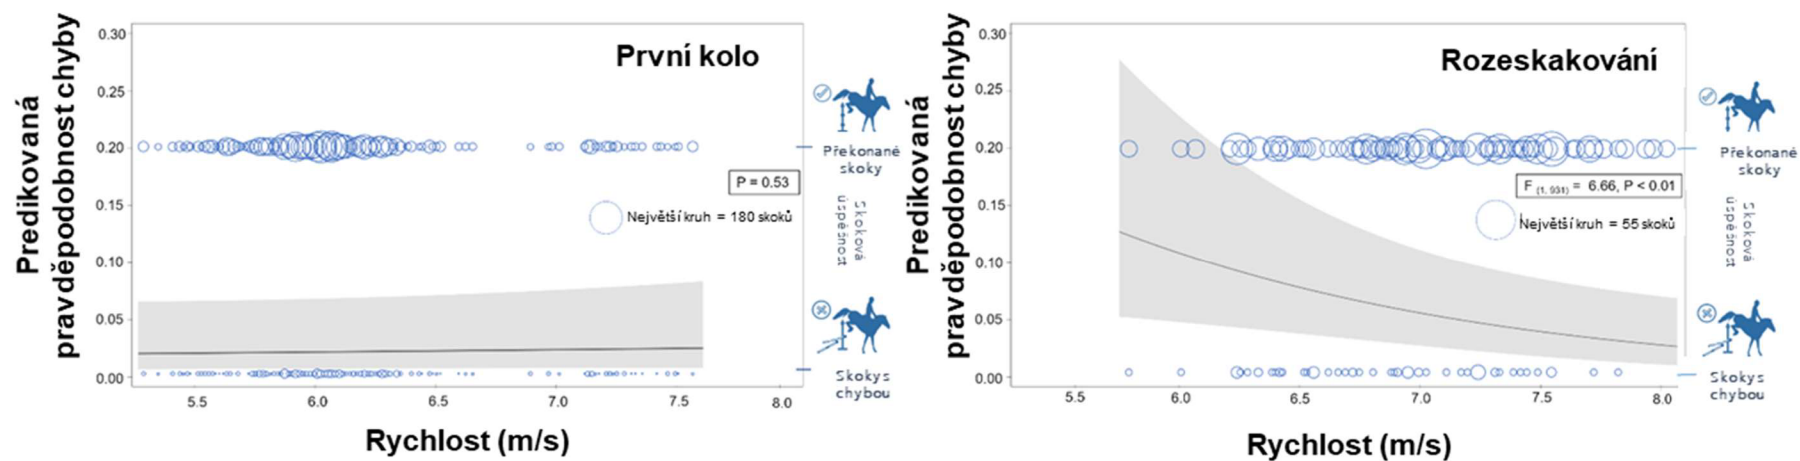 Predikovaná
pravděpodobnost chyby
0.30
0.25
0.20
0.15
0.10
0.05
0.00
První kolo
P = 0.53
Největší kruh = 180 skoků
5.5
6.0
6.5
7.0
7.5
8.0
Rychlost (m/s)
Překonané
skoky
Skoková
úspěšnost
Skoky s
chybou
Predikovaná
pravděpodobnost chyby
0.30
0.25
0.20
0.15
0.10
0.05
0.00
Rozeskakování
F (1, 931) = 6.66, P < 0.01
Největší kruh = 55 skoků
5.5
6.0
6.5
7.0
7.5
8.0
Rychlost (m/s)
Překonané
skoky
Skoková
úspěšnost
Skoky s
chybou